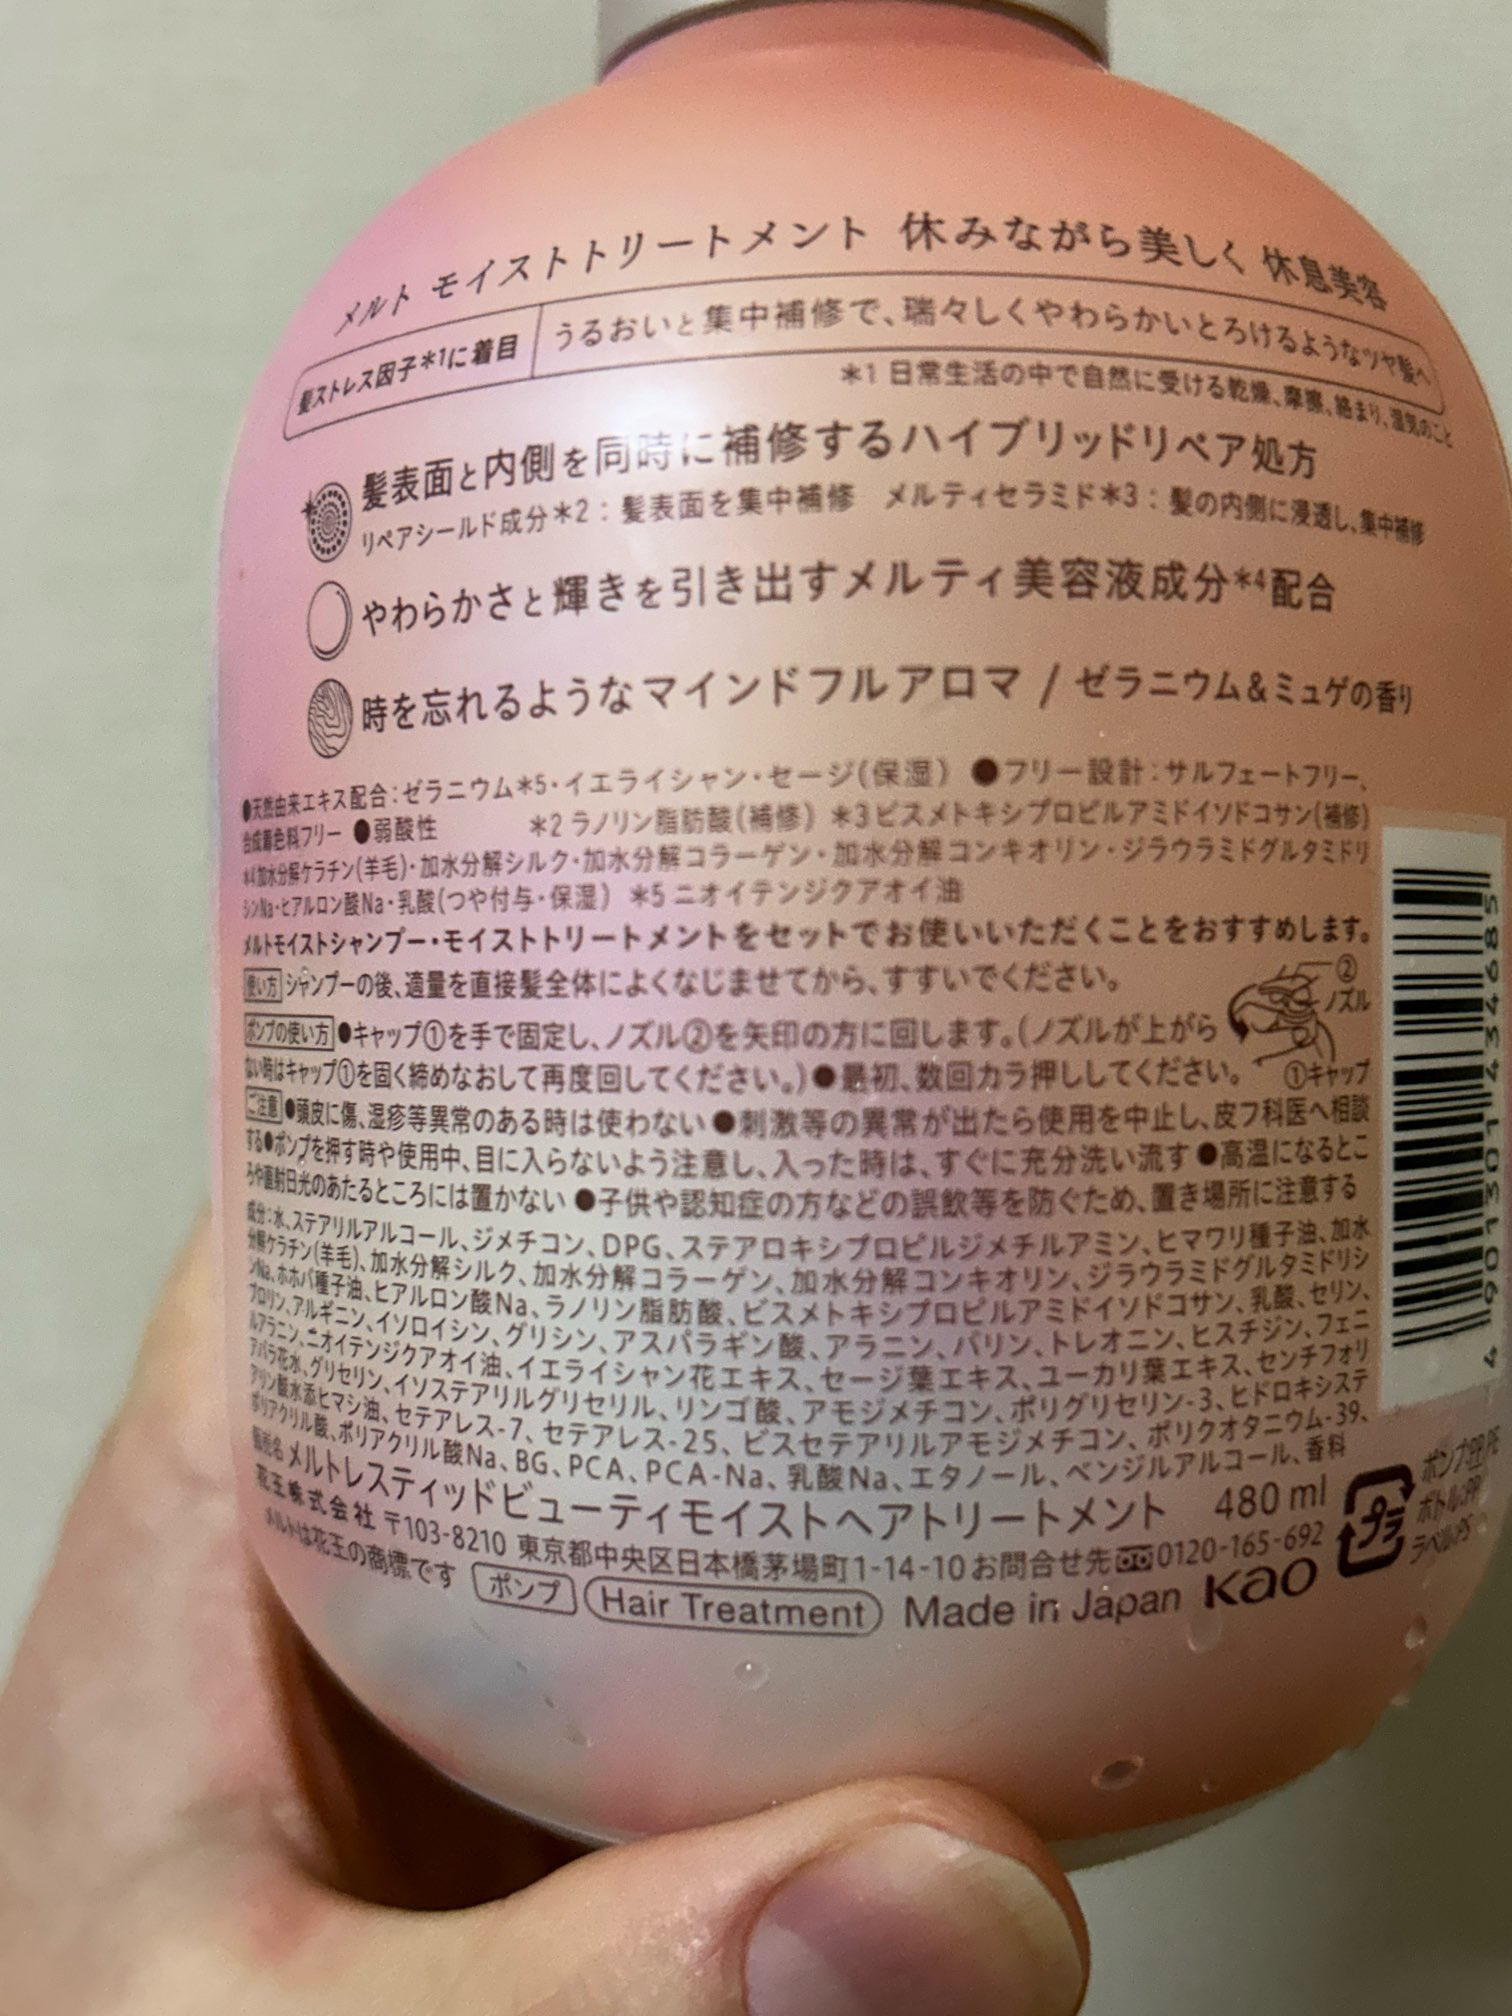 メルト モイストトリートメント 休みながら美しく 休息美容
髪ストレス因子*1に着目 うるおいと集中補修で、瑞々しくやわらかいとろけるようなツヤ髪へ
*1 日常生活の中で自然に受ける乾燥、摩擦、絡まり、湿気のこと
髪表面と内側を同時に補修するハイブリッドリペア処方
リペアシールド成分*2：髪表面を集中補修 メルティセラミド*3：髪の内側に浸透し、集中補修
やわらかさと輝きを引き出すメルティ美容液成分*4配合
時を忘れるようなマインドフルアロマ / ゼラニウム&ミュゲの香り
●天然由来エキス配合：ゼラニウム*5・イエライシャン・セージ(保湿) ●フリー設計：サルフェートフリー、
合成着色料フリー ●弱酸性 *2 ラノリン脂肪酸(補修) *3 ビスメトキシプロピルアミドイソドコサン(補修)
*4加水分解ケラチン(羊毛)・加水分解シルク・加水分解コラーゲン・加水分解コンキオリン・ジラウラミドグルタミドリ
シンNa・ヒアルロン酸Na・乳酸(つや付与・保湿) *5 ニオイテンジクアオイ油
メルトモイストシャンプー・モイストトリートメントをセットでお使いいただくことをおすすめします。
使い方 シャンプーの後、適量を直接髪全体によくなじませてから、すすいでください。
②
ノズル
ポンプの使い方 ●キャップ①を手で固定し、ノズル②を矢印の方に回します。(ノズルが上がら
ない時はキャップ①を固く締めなおして再度回してください。)●最初、数回カラ押ししてください。
①キャップ
ご注意 ●頭皮に傷、湿疹等異常のある時は使わない ●刺激等の異常が出たら使用を中止し、皮フ科医へ相談
する●ポンプを押す時や使用中、目に入らないよう注意し、入った時は、すぐに充分洗い流す ●高温になるとこ
ろや直射日光のあたるところには置かない ●子供や認知症の方などの誤飲等を防ぐため、置き場所に注意する
成分：水、ステアリルアルコール、ジメチコン、DPG、ステアロキシプロピルジメチルアミン、ヒマワリ種子油、加水
分解ケラチン(羊毛)、加水分解シルク、加水分解コラーゲン、加水分解コンキオリン、ジラウラミドグルタミドリシ
ンNa、ホホバ種子油、ヒアルロン酸Na、ラノリン脂肪酸、ビスメトキシプロピルアミドイソドコサン、乳酸、セリン、
プロリン、アルギニン、イソロイシン、グリシン、アスパラギン酸、アラニン、バリン、トレオニン、ヒスチジン、フェニ
ルアラニン、ニオイテンジクアオイ油、イエライシャン花エキス、セージ葉エキス、ユーカリ葉エキス、センチフォリ
アバラ花水、グリセリン、イソステアリルグリセリル、リンゴ酸、アモジメチコン、ポリグリセリン-3、ヒドロキシステ
アリン酸水添ヒマシ油、セテアレス-7、セテアレス-25、ビスセテアリルアモジメチコン、ポリクオタニウム-39、
ポリアクリル酸、ポリアクリル酸Na、BG、PCA、PCA-Na、乳酸Na、エタノール、ベンジルアルコール、香料
販売名 メルトレスティッドビューティモイストヘアトリートメント 480 ml
花王株式会社 〒103-8210 東京都中央区日本橋茅場町1-14-10 お問合せ先 0120-165-692
メルトは花王の商標です ポンプ Hair Treatment Made in Japan Kao
プラ
ポンプ:PP,PE
ボトル:PP
ラベル:PS
4 901301 434685